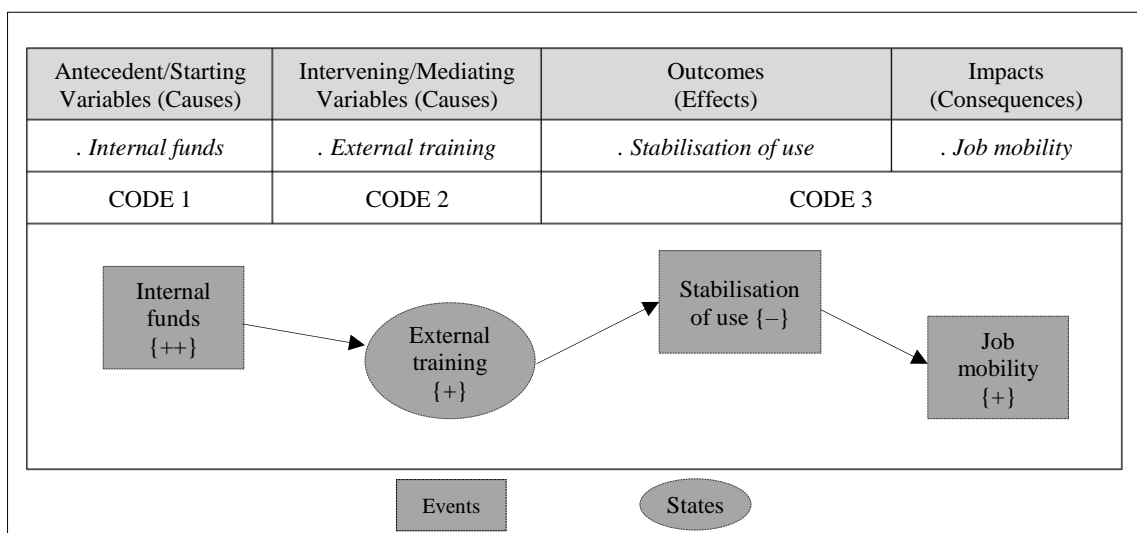 Antecedent/Starting
Variables (Causes)
Intervening/Mediating
Variables (Causes)
Outcomes
(Effects)
Impacts
(Consequences)
. Internal funds
. External training
. Stabilisation of use
. Job mobility
CODE 1
CODE 2
CODE 3
Internal
funds
{++}
External
training
{+}
Stabilisation
of use {–}
Job
mobility
{+}
Events
States